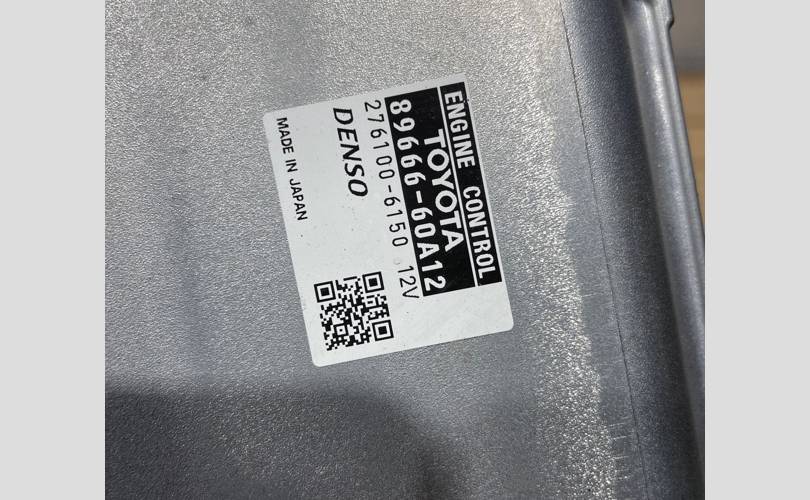 ENGINE CONTROL
TOYOTA
89666-60A12
276100-6150 12V
DENSO
MADE IN JAPAN